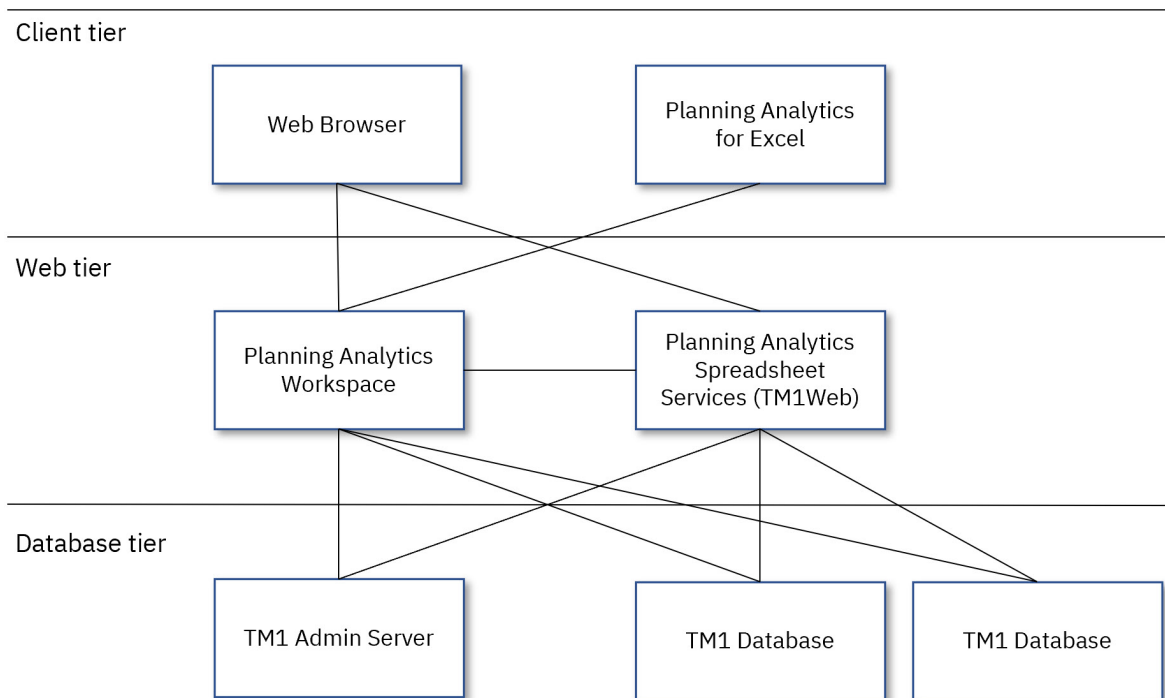 Client tier
Web Browser
Planning Analytics
for Excel
Web tier
Planning Analytics
Workspace
Planning Analytics
Spreadsheet
Services (TM1Web)
Database tier
TM1 Admin Server
TM1 Database
TM1 Database